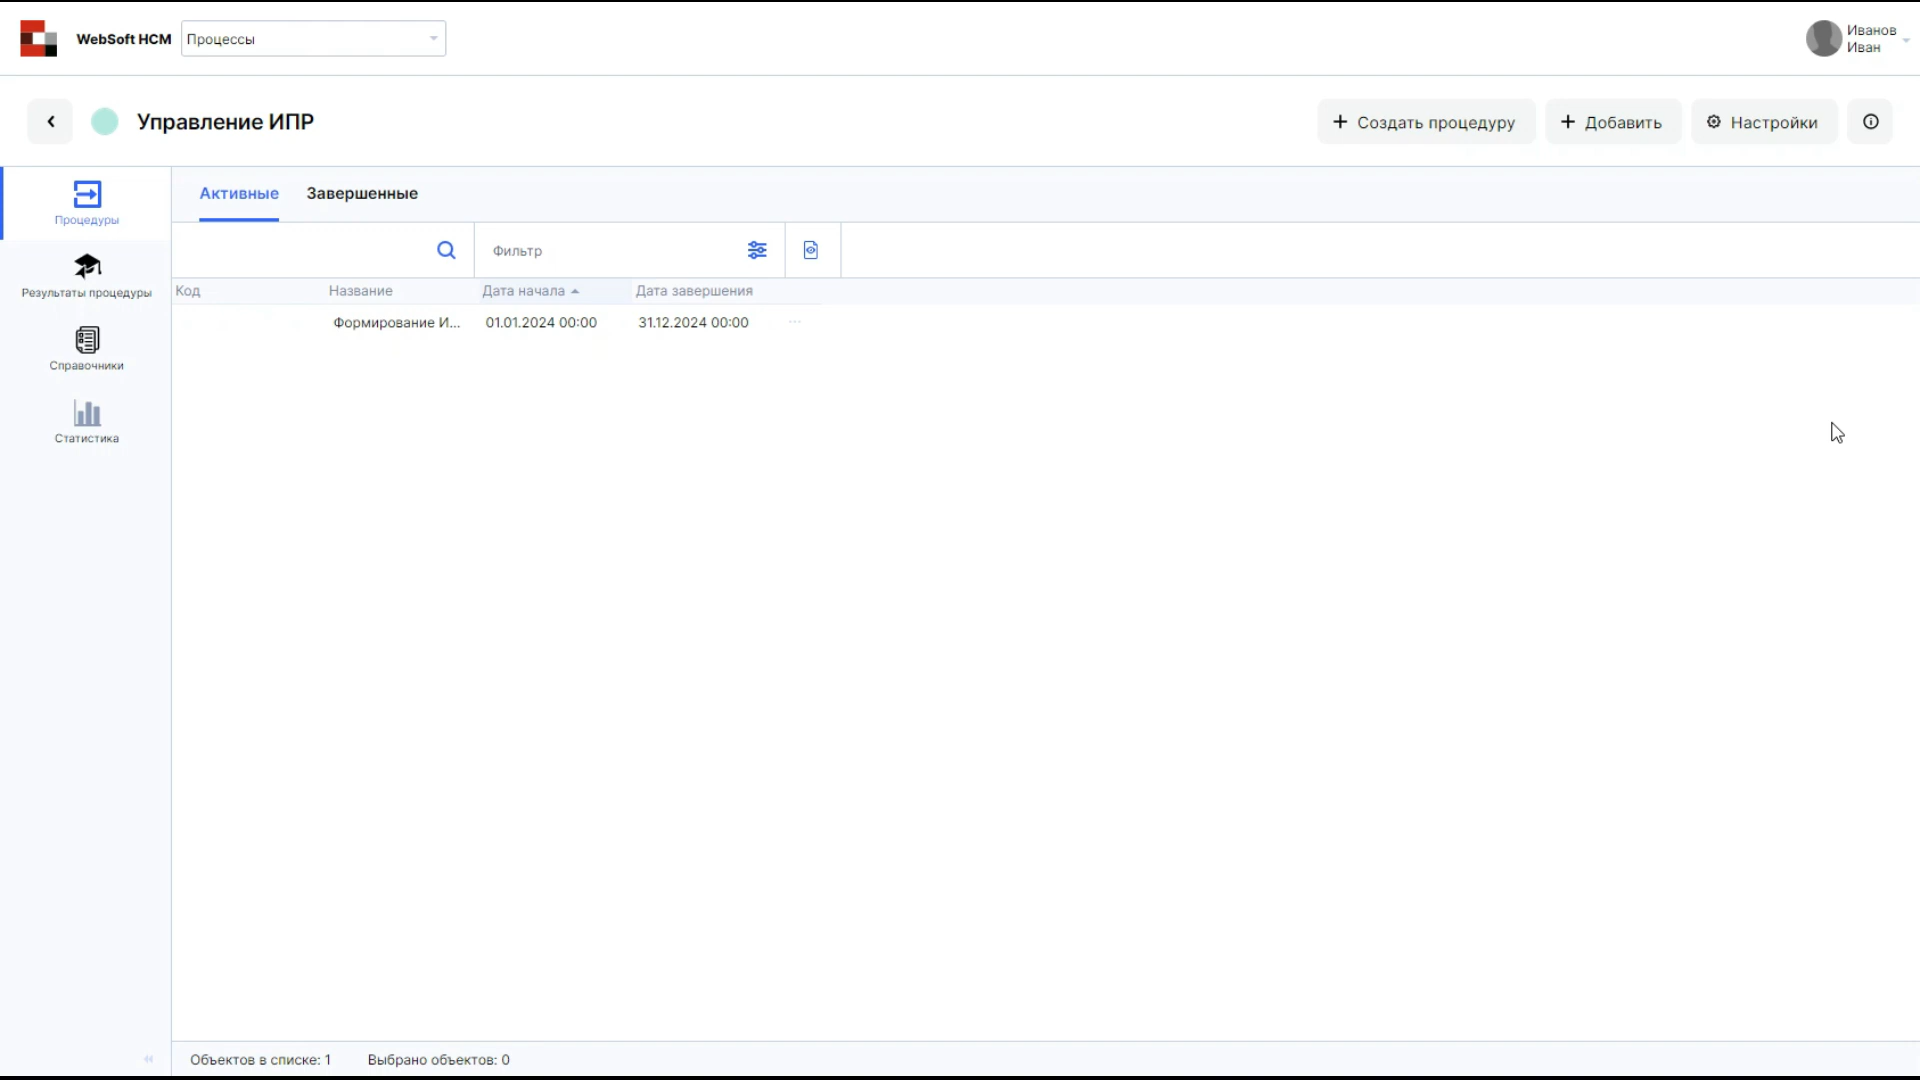 WebSoft HCM
Процессы
Иванов
Иван
Управление ИПР
Создать процедуру
Добавить
Настройки
Процедуры
Результаты процедуры
Справочники
Статистика
Активные
Завершенные
Фильтр
Код
Название
Дата начала
Дата завершения
Формирование И...
01.01.2024 00:00
31.12.2024 00:00
...
Объектов в списке: 1
Выбрано объектов: 0